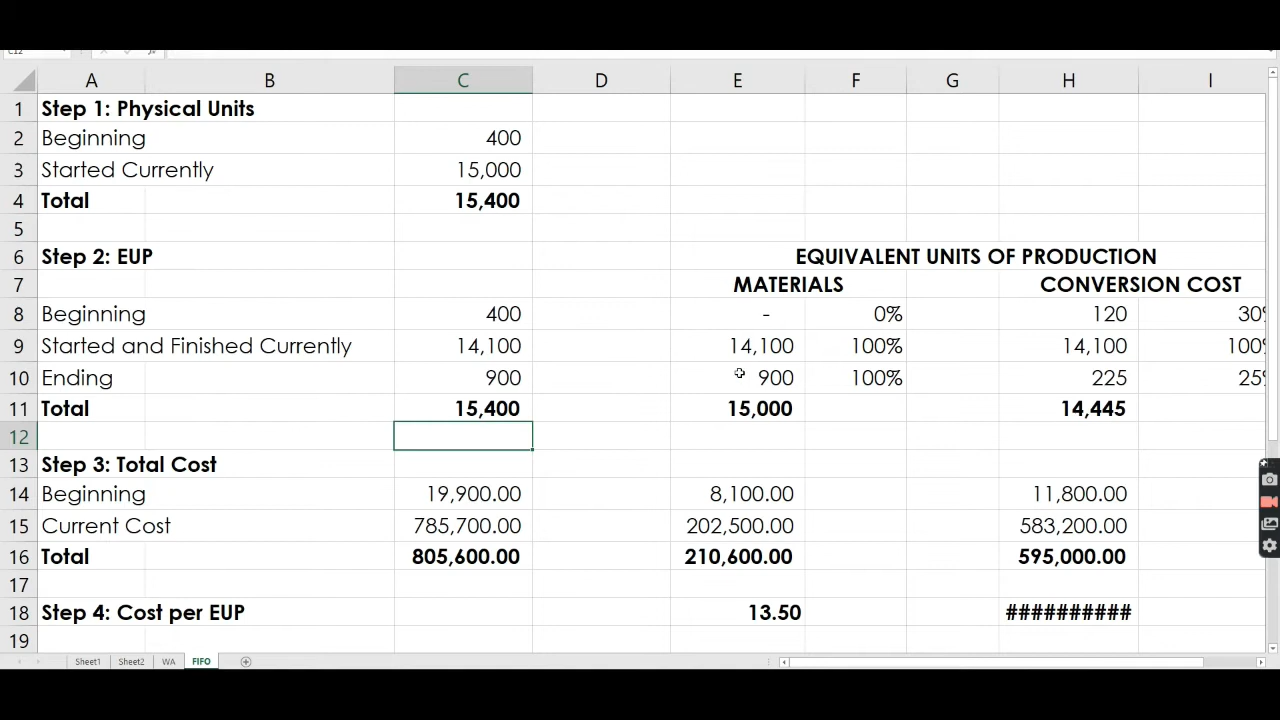 A B C D E F G H I
1 Step 1: Physical Units
2 Beginning 400
3 Started Currently 15,000
4 Total 15,400
5
6 Step 2: EUP EQUIVALENT UNITS OF PRODUCTION
7 MATERIALS CONVERSION COST
8 Beginning 400 - 0% 120 30%
9 Started and Finished Currently 14,100 14,100 100% 14,100 100%
10 Ending 900 900 100% 225 25%
11 Total 15,400 15,000 14,445
12
13 Step 3: Total Cost
14 Beginning 19,900.00 8,100.00 11,800.00
15 Current Cost 785,700.00 202,500.00 583,200.00
16 Total 805,600.00 210,600.00 595,000.00
17
18 Step 4: Cost per EUP 13.50 ##########
19
Sheet1 Sheet2 WA FIFO